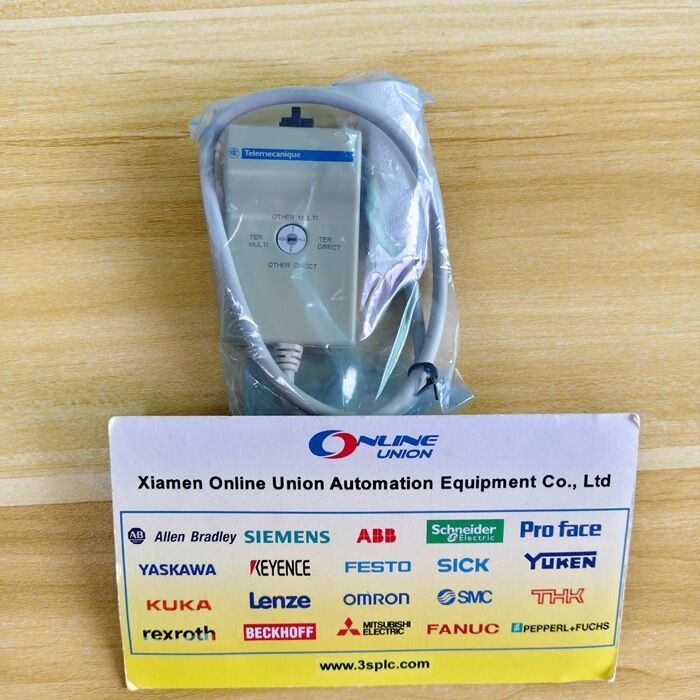 Telemecanique
OTHER MULTI
TER MULTI
TER DIRECT
OTHER DIRECT
ONLINE UNION
Xiamen Online Union Automation Equipment Co., Ltd
AB Allen Bradley SIEMENS ABB Schneider Electric Pro face
YASKAWA KEYENCE FESTO SICK YUKEN
KUKA Lenze OMRON SMC THK
rexroth BECKHOFF MITSUBISHI ELECTRIC FANUC PEPPERL+FUCHS
www.3splc.com